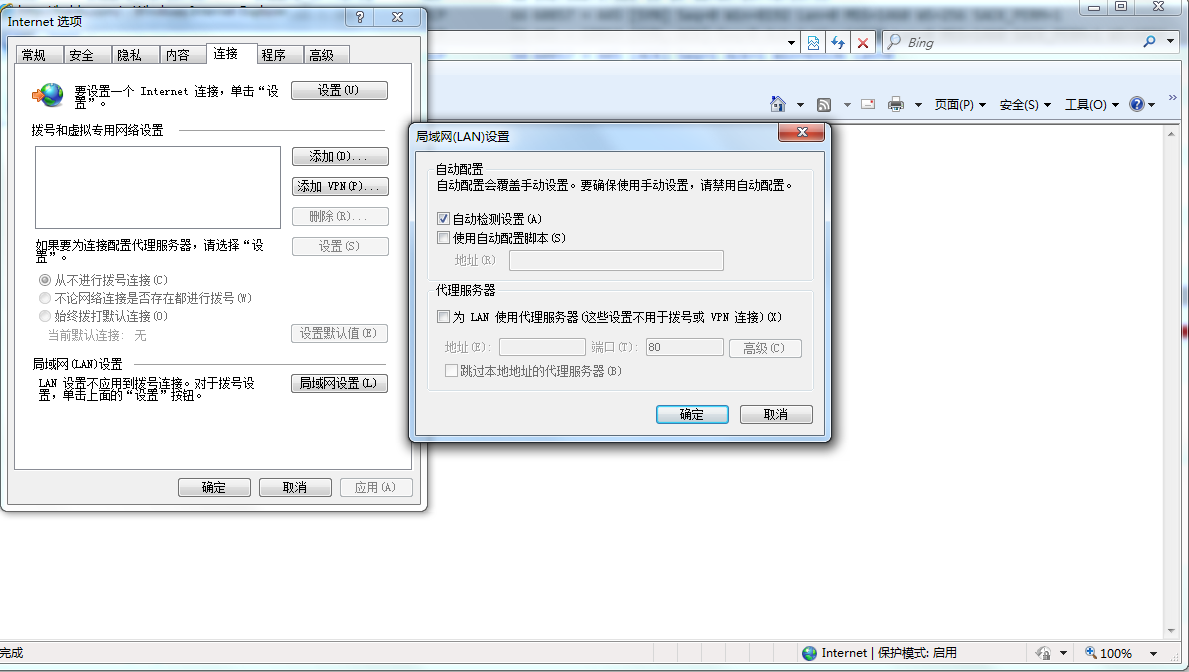 Internet 选项
常规
安全
隐私
内容
连接
程序
高级
要设置一个 Internet 连接，单击“设
置”。
设置(U)
拨号和虚拟专用网络设置
添加(D)...
添加 VPN(P)...
删除(R)...
如果要为连接配置代理服务器，请选择“设
置”。
设置(S)
从不进行拨号连接(C)
不论网络连接是否存在都进行拨号(W)
始终拨打默认连接(O)
当前默认连接： 无
设置默认值(E)
局域网(LAN)设置
LAN 设置不应用到拨号连接。对于拨号设
置，单击上面的“设置”按钮。
局域网设置(L)
确定
取消
应用(A)
Bing
页面(P)
安全(S)
工具(O)
局域网(LAN)设置
自动配置
自动配置会覆盖手动设置。要确保使用手动设置，请禁用自动配置。
自动检测设置(A)
使用自动配置脚本(S)
地址(R)
代理服务器
为 LAN 使用代理服务器(这些设置不用于拨号或 VPN 连接)(X)
地址(E):
端口(T):
80
高级(C)
跳过本地地址的代理服务器(B)
确定
取消
完成
Internet | 保护模式: 启用
100%